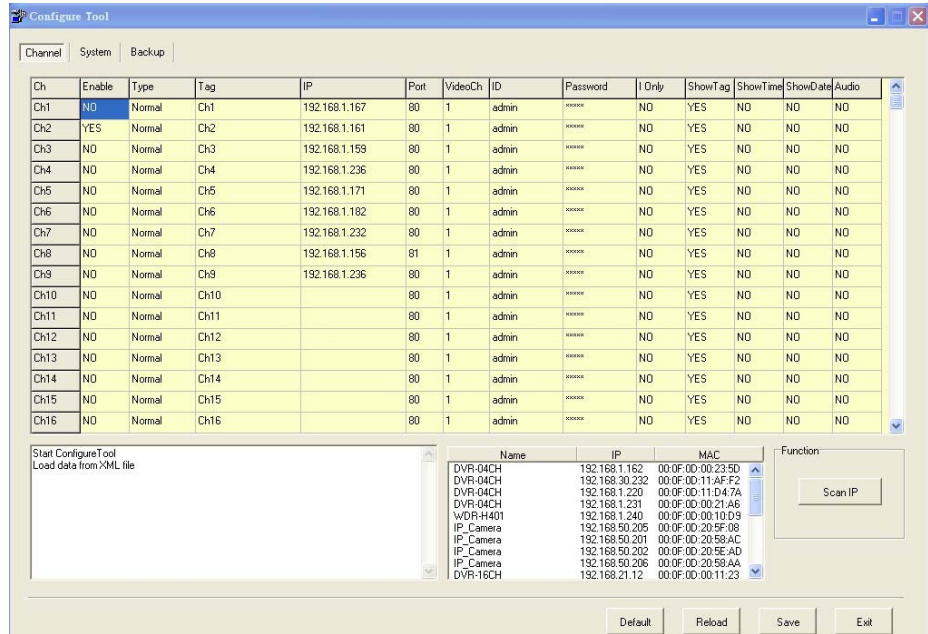 Configure Tool
Channel System Backup
Ch Enable Type Tag IP Port VideoCh ID Password I Only ShowTag ShowTime ShowDate Audio
Ch1 NO Normal Ch1 192.168.1.167 80 1 admin ***** NO YES NO NO NO
Ch2 YES Normal Ch2 192.168.1.161 80 1 admin ***** NO YES NO NO NO
Ch3 NO Normal Ch3 192.168.1.159 80 1 admin ***** NO YES NO NO NO
Ch4 NO Normal Ch4 192.168.1.236 80 1 admin ***** NO YES NO NO NO
Ch5 NO Normal Ch5 192.168.1.171 80 1 admin ***** NO YES NO NO NO
Ch6 NO Normal Ch6 192.168.1.182 80 1 admin ***** NO YES NO NO NO
Ch7 NO Normal Ch7 192.168.1.232 80 1 admin ***** NO YES NO NO NO
Ch8 NO Normal Ch8 192.168.1.156 81 1 admin ***** NO YES NO NO NO
Ch9 NO Normal Ch9 192.168.1.236 80 1 admin ***** NO YES NO NO NO
Ch10 NO Normal Ch10 80 1 admin ***** NO YES NO NO NO
Ch11 NO Normal Ch11 80 1 admin ***** NO YES NO NO NO
Ch12 NO Normal Ch12 80 1 admin ***** NO YES NO NO NO
Ch13 NO Normal Ch13 80 1 admin ***** NO YES NO NO NO
Ch14 NO Normal Ch14 80 1 admin ***** NO YES NO NO NO
Ch15 NO Normal Ch15 80 1 admin ***** NO YES NO NO NO
Ch16 NO Normal Ch16 80 1 admin ***** NO YES NO NO NO
Start ConfigureTool
Load data from XML file
Name IP MAC
DVR-04CH 192.168.1.162 00:0F:0D:00:23:5D
DVR-04CH 192.168.30.232 00:0F:0D:11:AF:F2
DVR-04CH 192.168.1.220 00:0F:0D:11:D4:7A
DVR-04CH 192.168.1.231 00:0F:0D:00:21:A6
WDR-H401 192.168.1.240 00:0F:0D:00:10:D9
IP_Camera 192.168.50.205 00:0F:0D:20:5F:08
IP_Camera 192.168.50.201 00:0F:0D:20:58:AC
IP_Camera 192.168.50.202 00:0F:0D:20:5E:AD
IP_Camera 192.168.50.206 00:0F:0D:20:58:AA
DVR-16CH 192.168.21.12 00:0F:0D:00:11:23
Function
Scan IP
Default Reload Save Exit